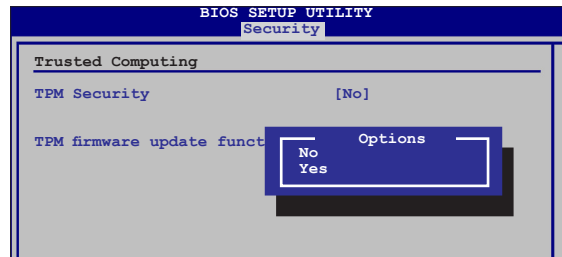 BIOS SETUP UTILITY
Security
Trusted Computing
TPM Security [No]
TPM firmware update funct
Options
No
Yes